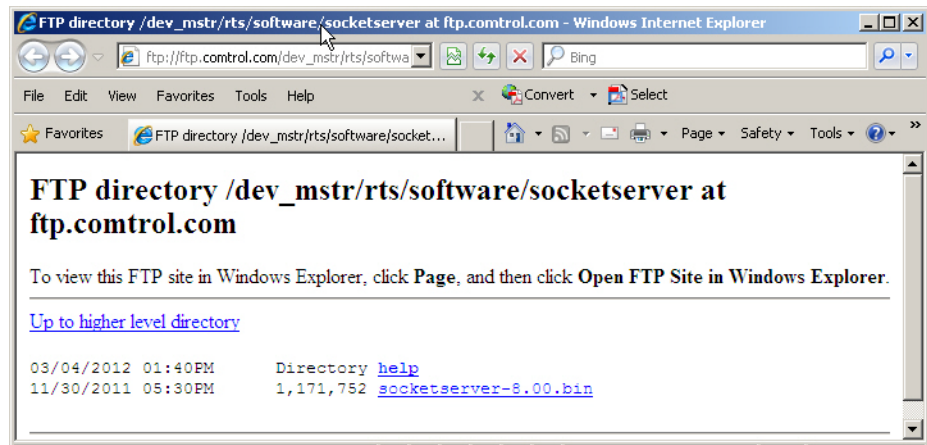 FTP directory /dev_mstr/rts/software/socketserver at ftp.comtrol.com - Windows Internet Explorer
ftp://ftp.comtrol.com/dev_mstr/rts/softwa
Bing
File Edit View Favorites Tools Help x Convert Select
Favorites FTP directory /dev_mstr/rts/software/socket... Page Safety Tools »
FTP directory /dev_mstr/rts/software/socketserver at
ftp.comtrol.com
To view this FTP site in Windows Explorer, click Page, and then click Open FTP Site in Windows Explorer.
Up to higher level directory
03/04/2012 01:40PM Directory help
11/30/2011 05:30PM 1,171,752 socketserver-8.00.bin